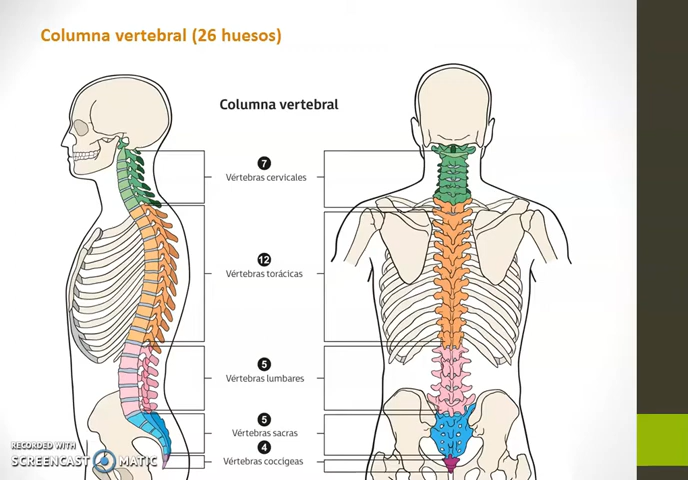 Columna vertebral (26 huesos)
Columna vertebral
7
Vértebras cervicales
12
Vértebras torácicas
5
Vértebras lumbares
5
Vértebras sacras
4
Vértebras coccígeas
RECORDED WITH
SCREENCAST MATIC